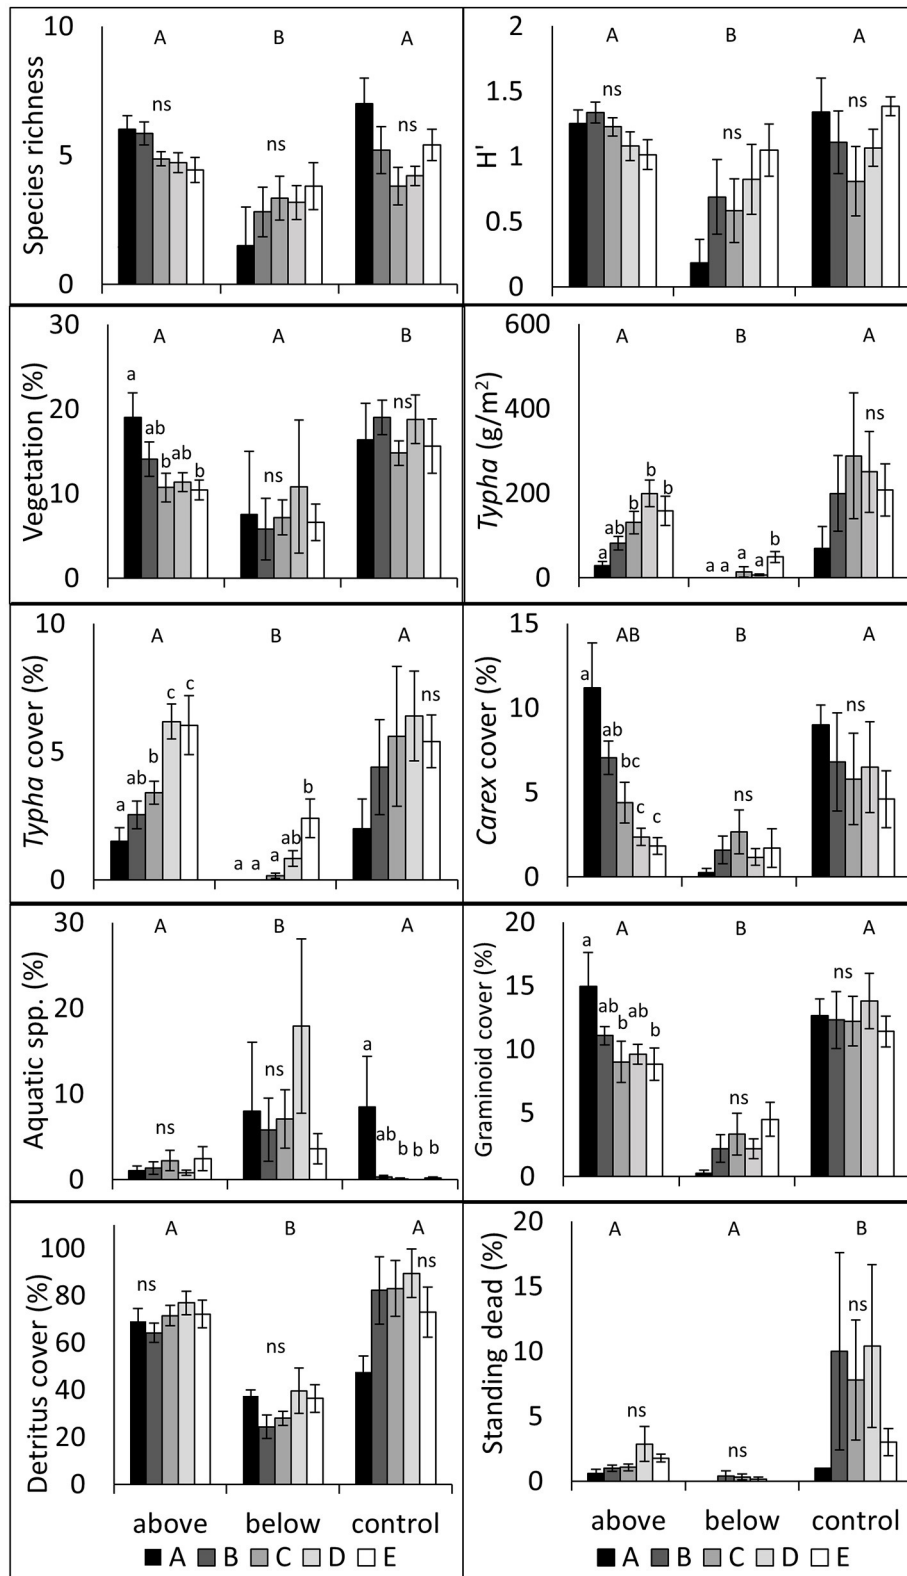 Species richness
10
5
0
A B A
ns ns ns
H'
2
1.5
1
0.5
0
A B A
ns ns ns
Vegetation (%)
30
20
10
0
A A B
a ab b ab b ns ns
Typha (g/m2)
600
400
200
0
A B A
a ab b b b a a a a b ns
Typha cover (%)
10
5
0
A B A
a ab b c c a a a ab b ns
Carex cover (%)
15
10
5
0
AB B A
a ab bc c c ns ns
Aquatic spp. (%)
30
20
10
0
A B A
ns ns a ab b b b
Graminoid cover (%)
20
15
10
5
0
A B A
a ab b ab b ns ns
Detritus cover (%)
100
80
60
40
20
0
A B A
ns ns ns
above below control
A B C D E
Standing dead (%)
20
15
10
5
0
A A B
ns ns ns
above below control
A B C D E